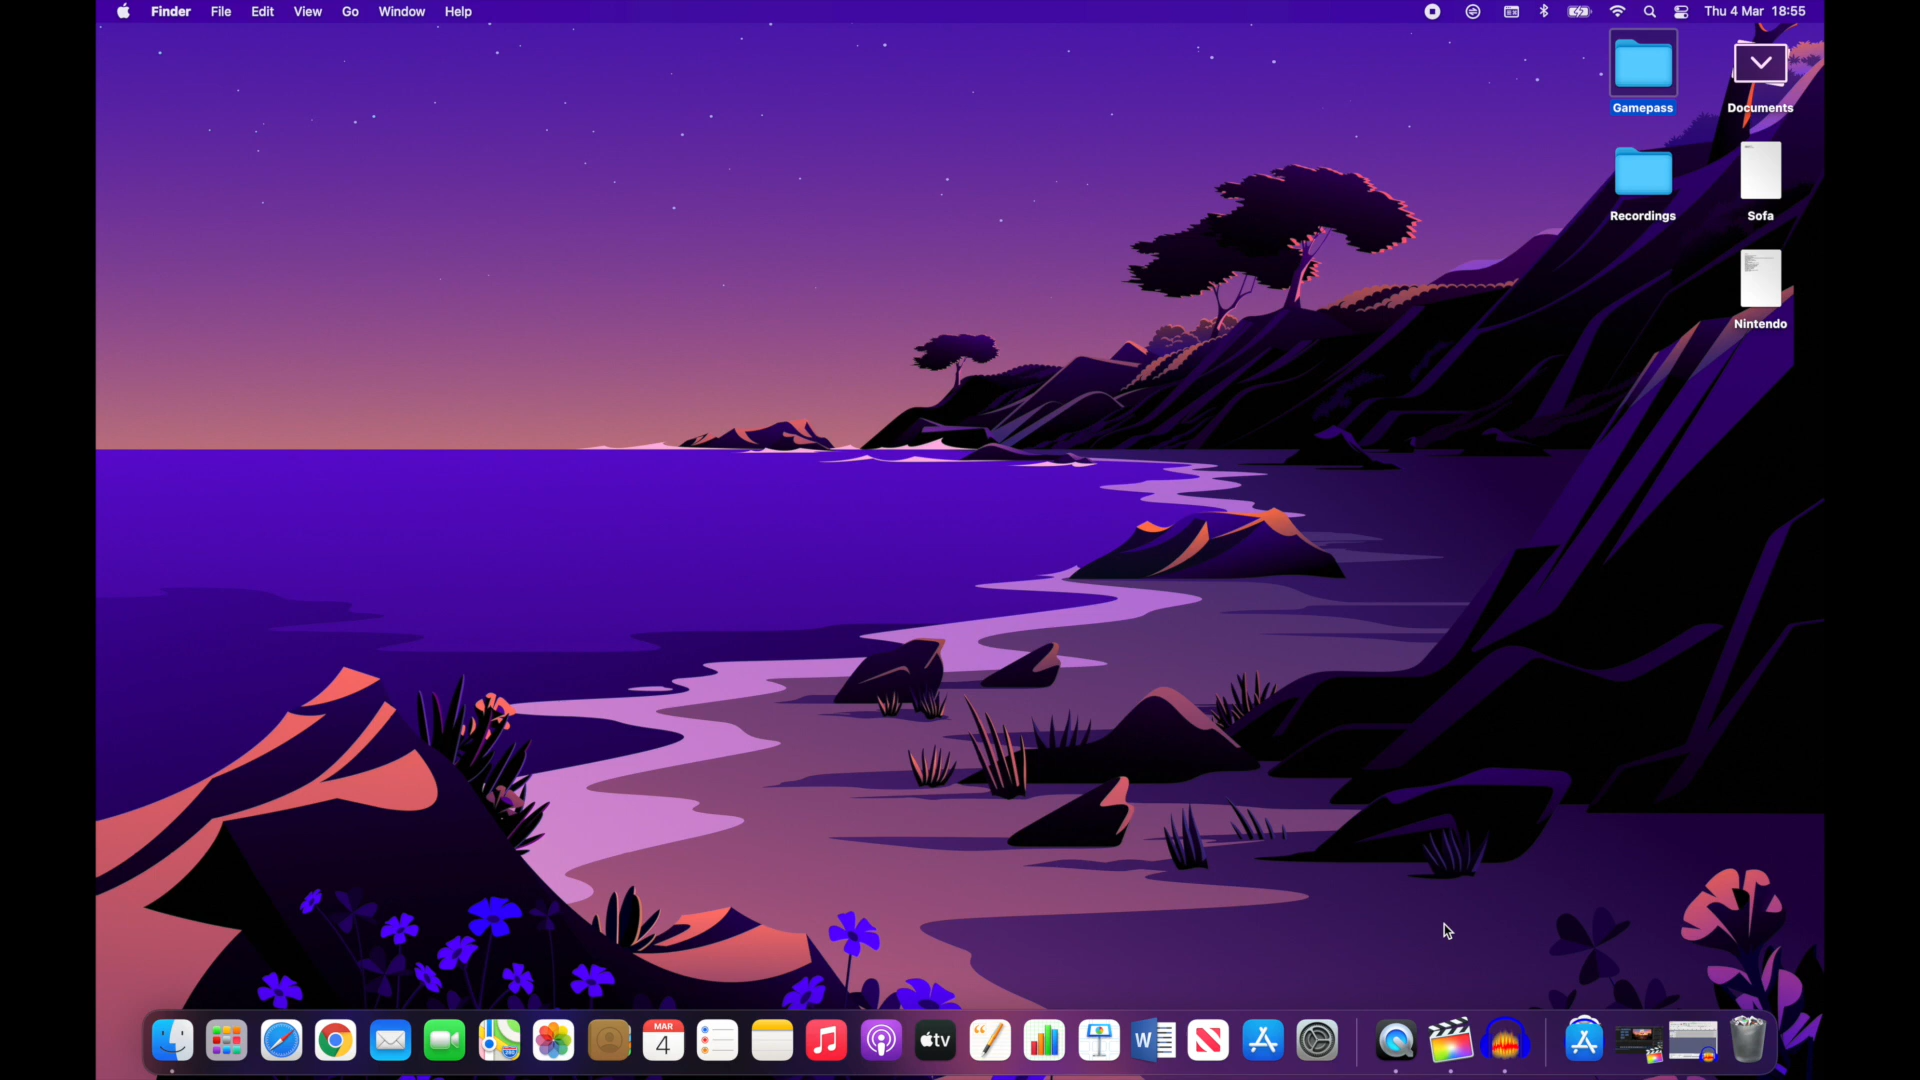 Finder File Edit View Go Window Help Thu 4 Mar 18:55
Gamepass Documents
Recordings Sofa
Nintendo
MAR
4
tv
W